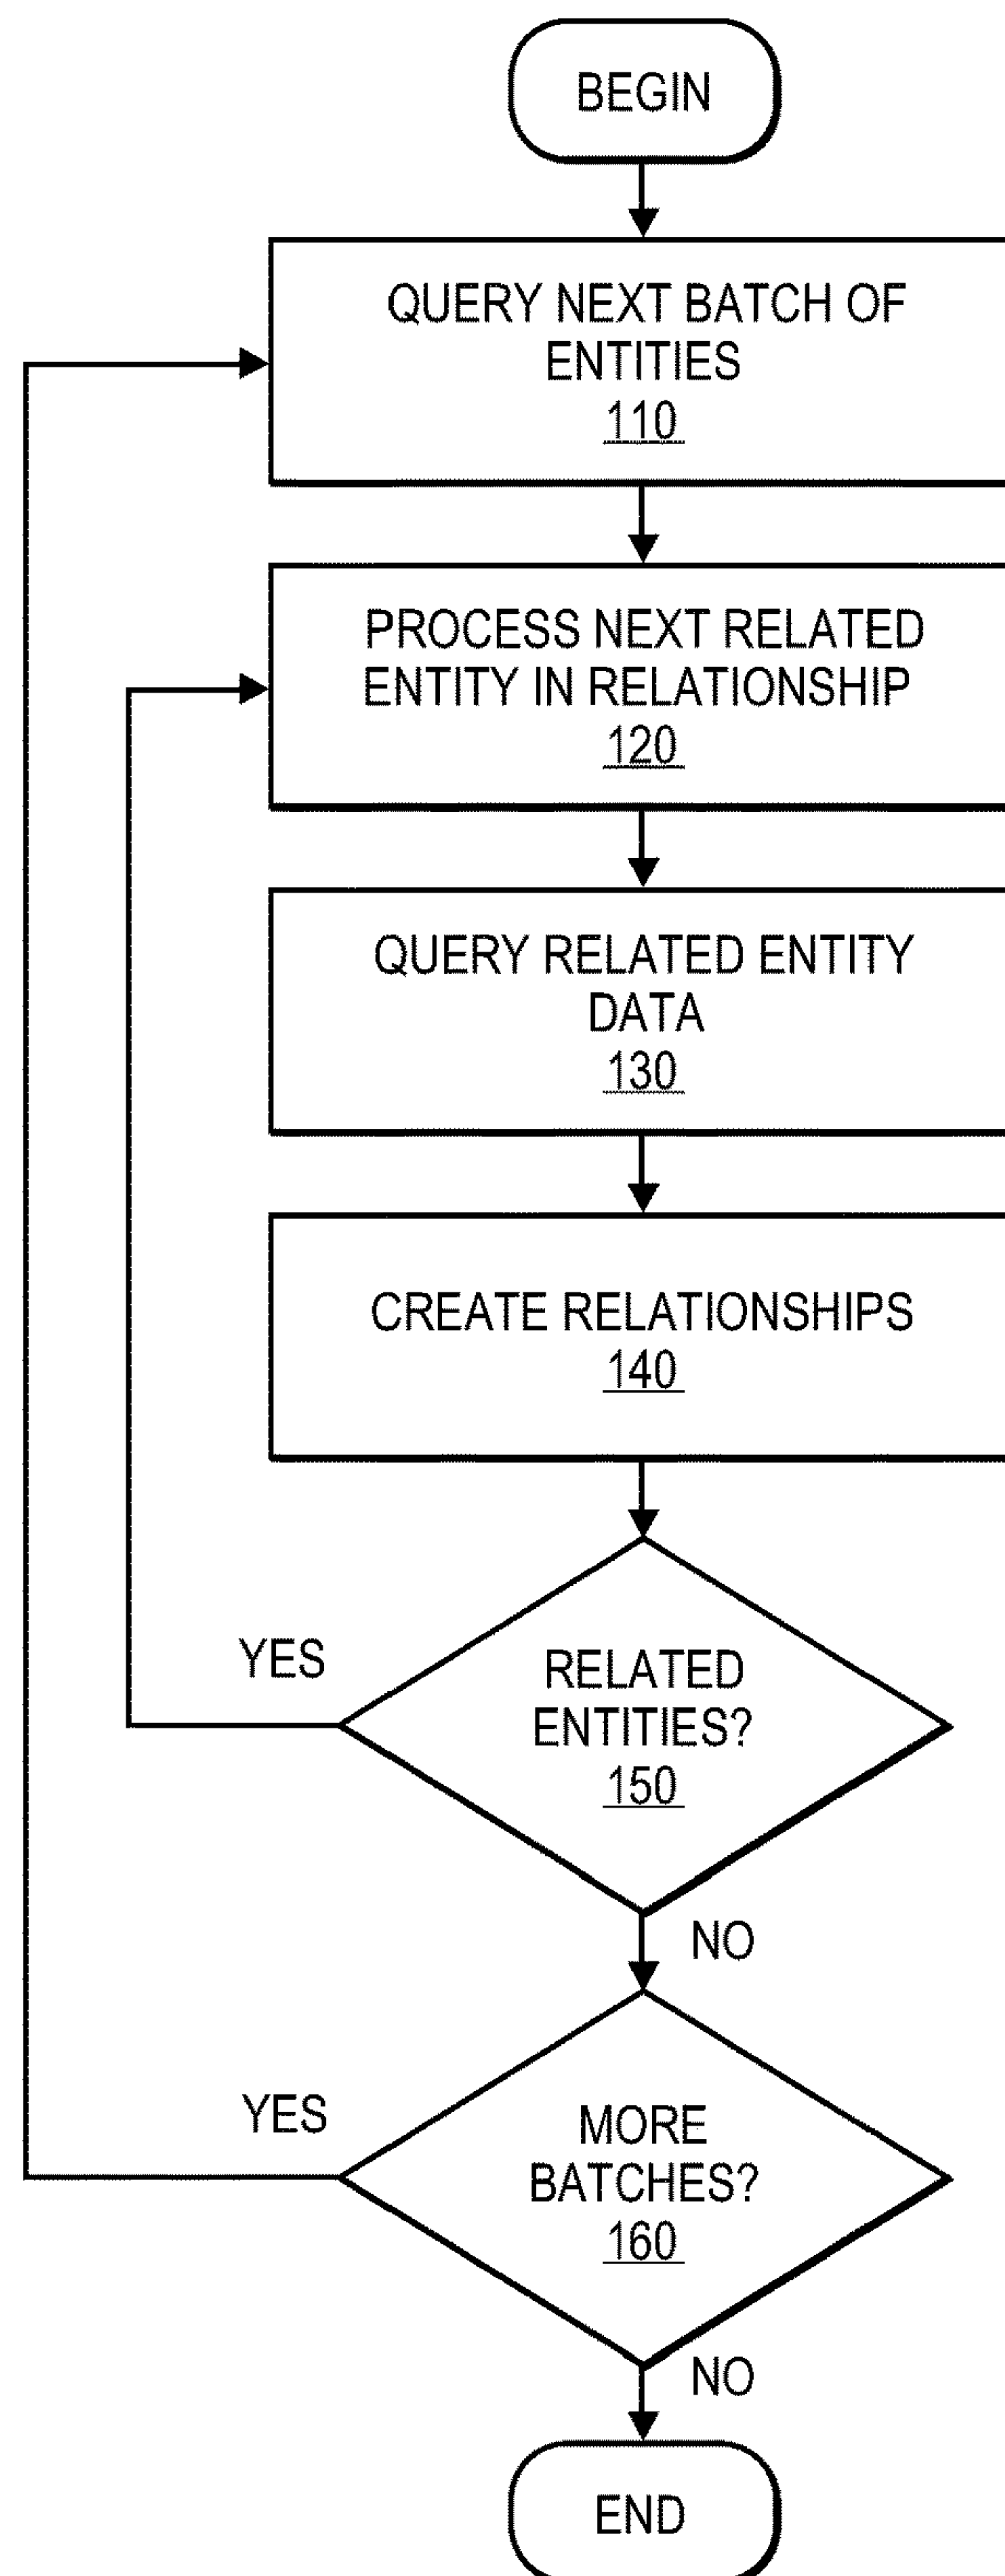 BEGIN
QUERY NEXT BATCH OF
ENTITIES
110
PROCESS NEXT RELATED
ENTITY IN RELATIONSHIP
120
QUERY RELATED ENTITY
DATA
130
CREATE RELATIONSHIPS
140
YES
RELATED
ENTITIES?
150
NO
YES
MORE
BATCHES?
160
NO
END